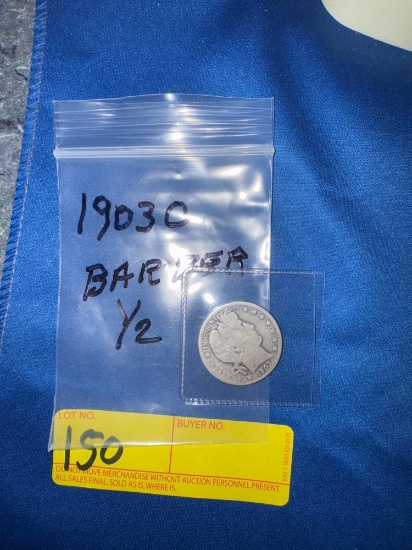 1903 O
BARBER
1/2
LOT NO.
BUYER NO.
150
DO NOT MOVE MERCHANDISE WITHOUT AUCTION PERSONNEL PRESENT.
ALL SALES FINAL. SOLD AS IS, WHERE IS.